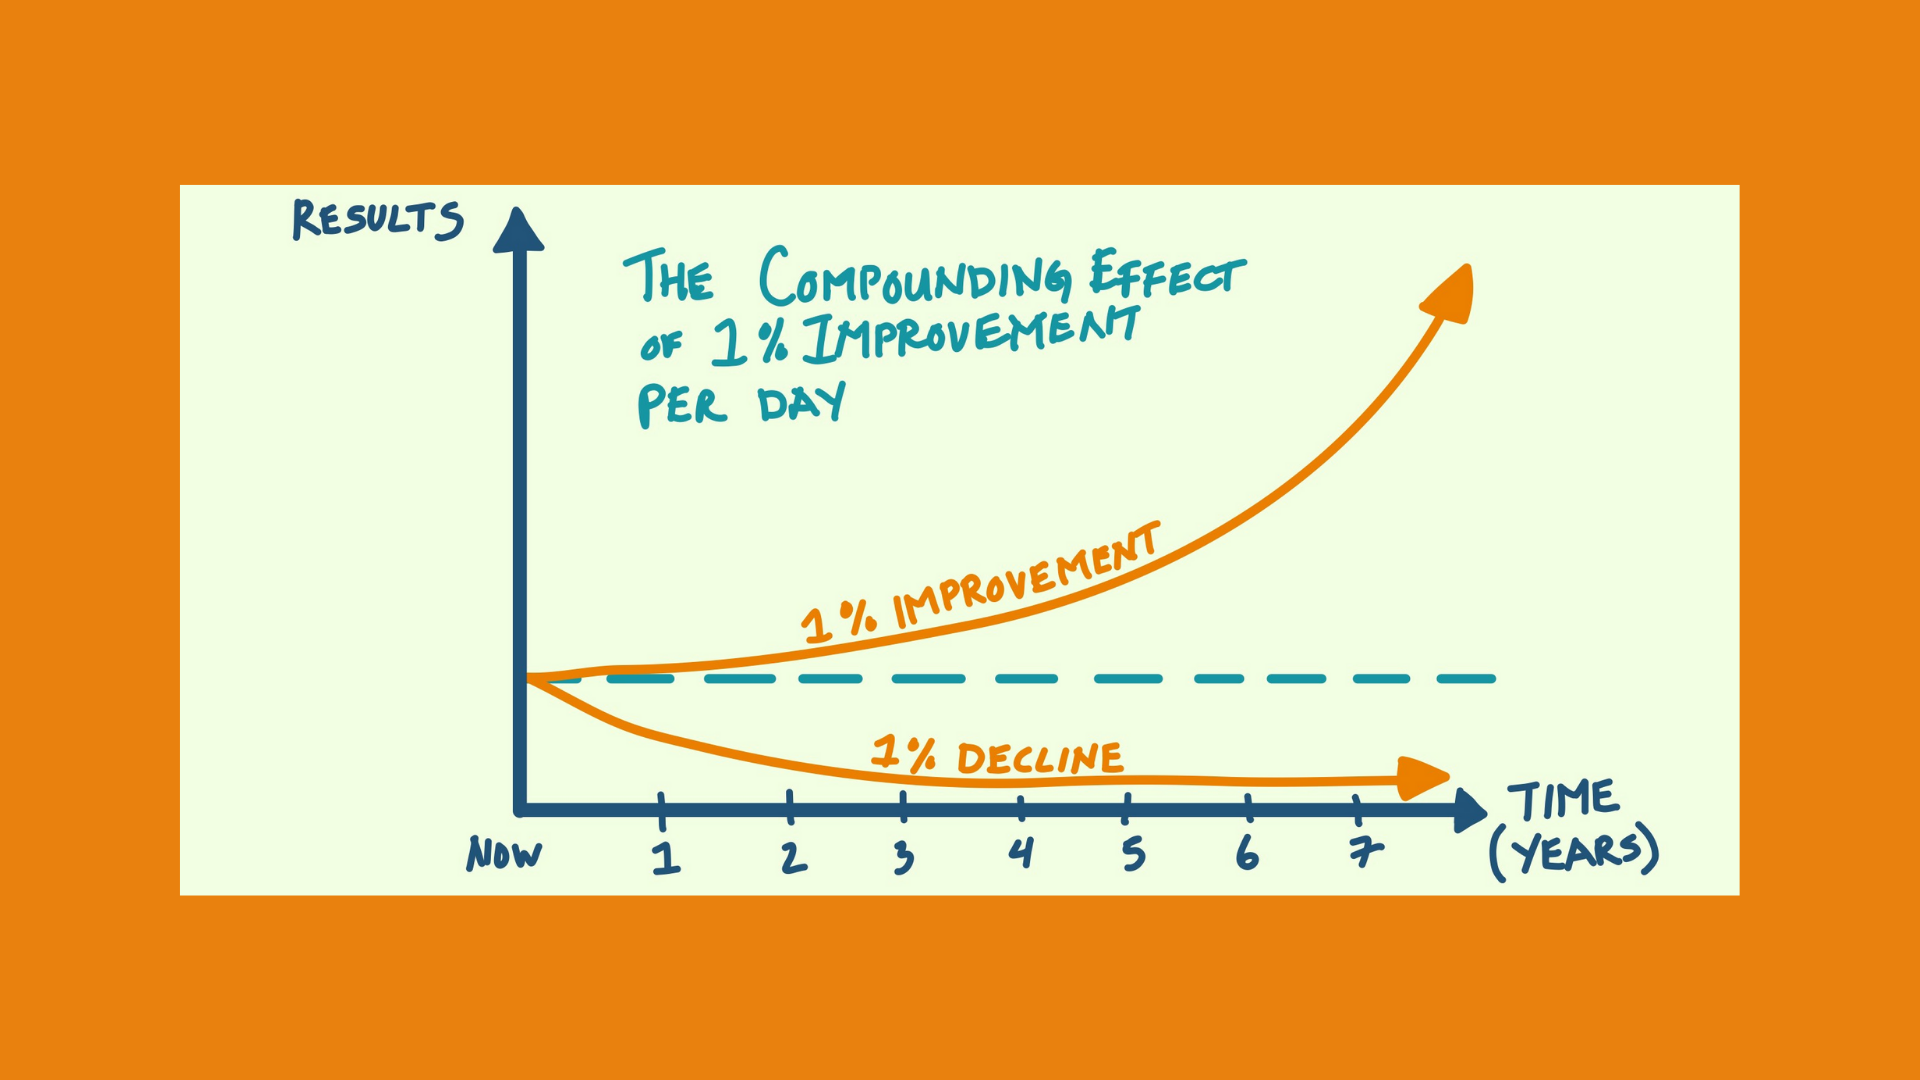 RESULTS
THE COMPOUNDING EFFECT
OF 1% IMPROVEMENT
PER DAY
1% IMPROVEMENT
1% DECLINE
TIME
(YEARS)
NOW 1 2 3 4 5 6 7